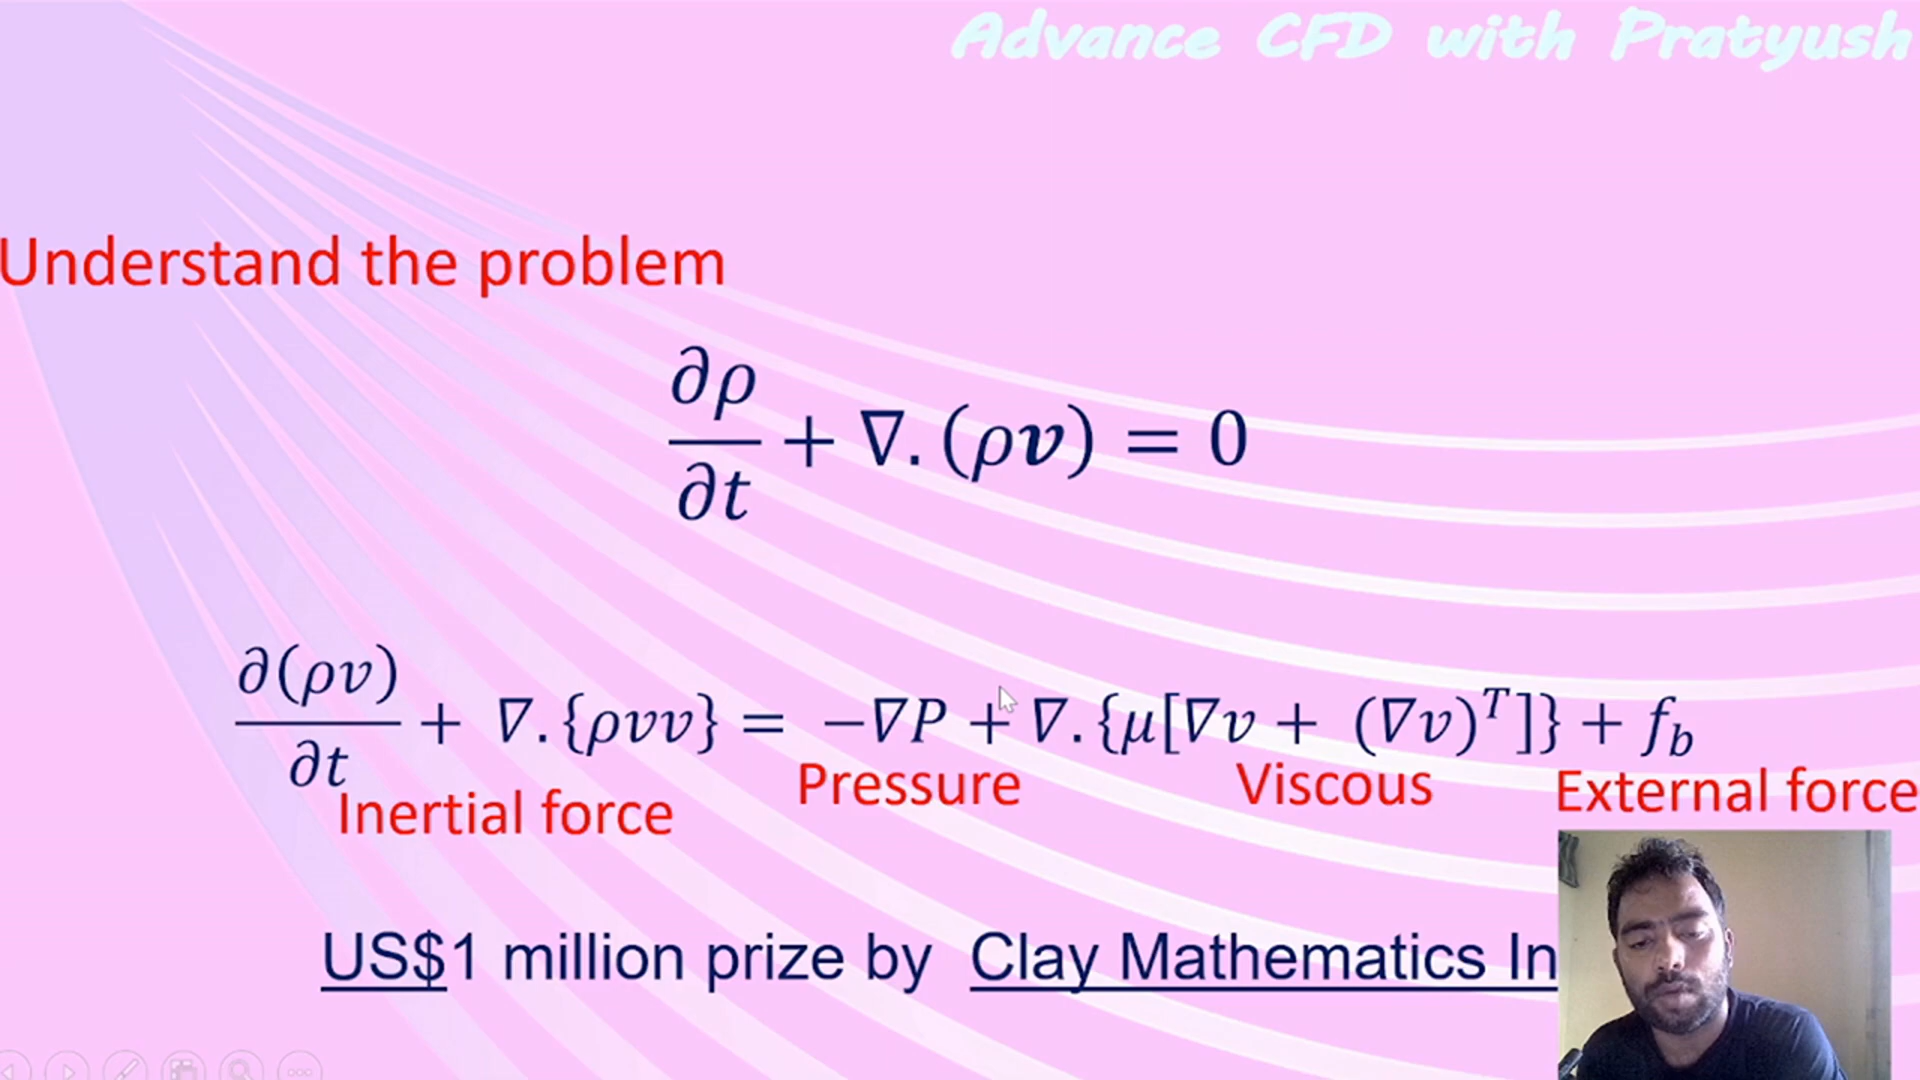 Advance CFD with Pratyush
Understand the problem
∂ρ/∂t + ∇.(ρv) = 0
∂(ρv)/∂t + ∇.{ρvv} = −∇P + ∇.{μ[∇v + (∇v)ᵀ]} + f_b
Inertial force Pressure Viscous External force
US$1 million prize by Clay Mathematics In